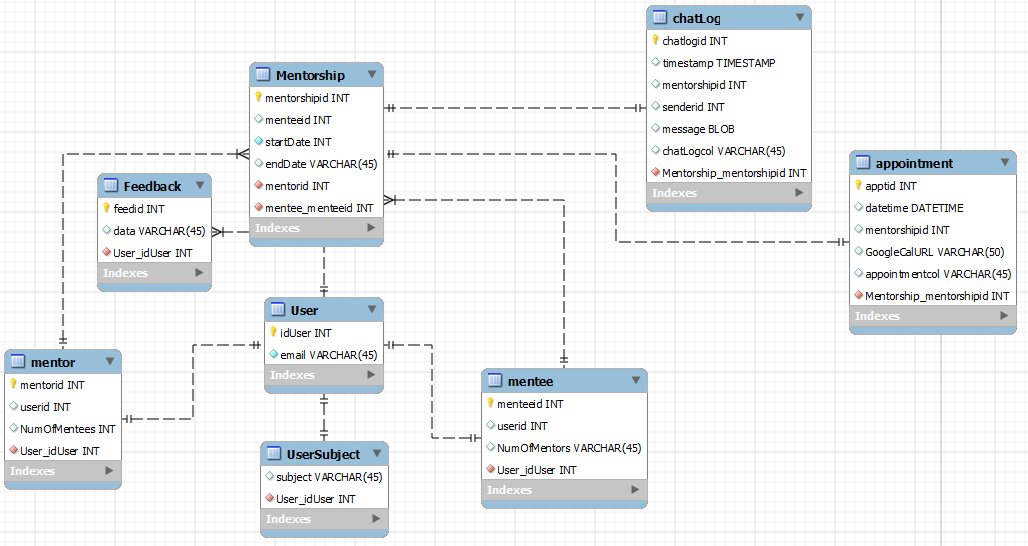 chatLog
chatlogid INT
timestamp TIMESTAMP
mentorshipid INT
senderid INT
message BLOB
chatLogcol VARCHAR(45)
Mentorship_mentorshipid INT
Indexes
Mentorship
mentorshipid INT
menteeid INT
startDate INT
endDate VARCHAR(45)
mentorid INT
mentee_menteeid INT
Indexes
appointment
apptid INT
datetime DATETIME
mentorshipid INT
GoogleCalURL VARCHAR(50)
appointmentcol VARCHAR(45)
Mentorship_mentorshipid INT
Indexes
Feedback
feedid INT
data VARCHAR(45)
User_idUser INT
Indexes
User
idUser INT
email VARCHAR(45)
Indexes
mentor
mentorid INT
userid INT
NumOfMentees INT
User_idUser INT
Indexes
mentee
menteeid INT
userid INT
NumOfMentors VARCHAR(45)
User_idUser INT
Indexes
UserSubject
subject VARCHAR(45)
User_idUser INT
Indexes